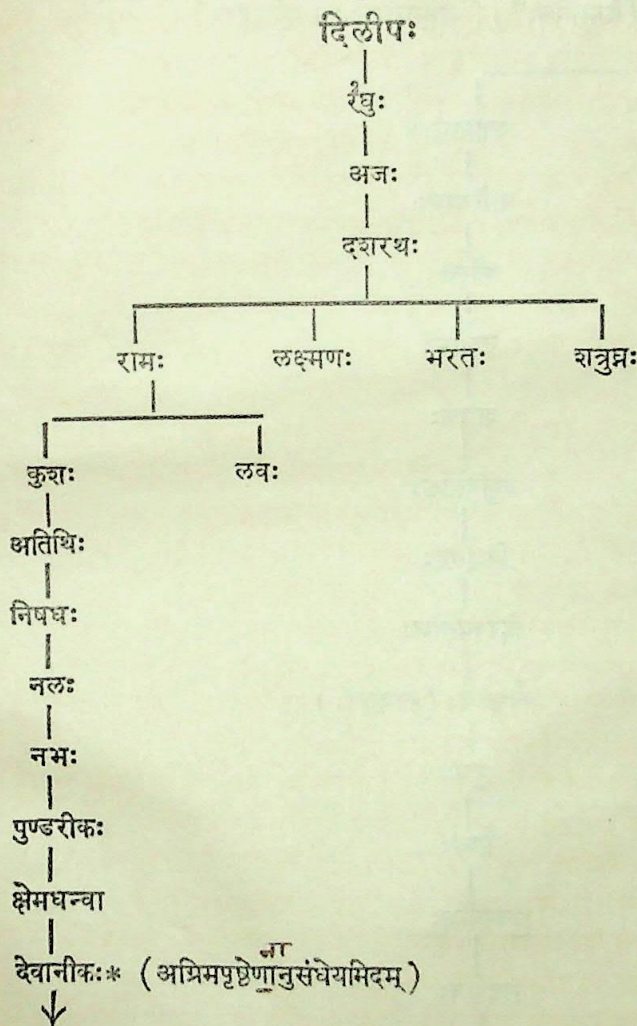 दिलीपः
रघुः
अजः
दशरथः
रामः लक्ष्मणः भरतः शत्रुघ्नः
कुशः लवः
अतिथिः
निषधः
नलः
नभः
पुण्डरीकः
क्षेमधन्वा
ना
देवानीकः* (अग्रिमपृष्ठेणानुसंधेयमिदम्)